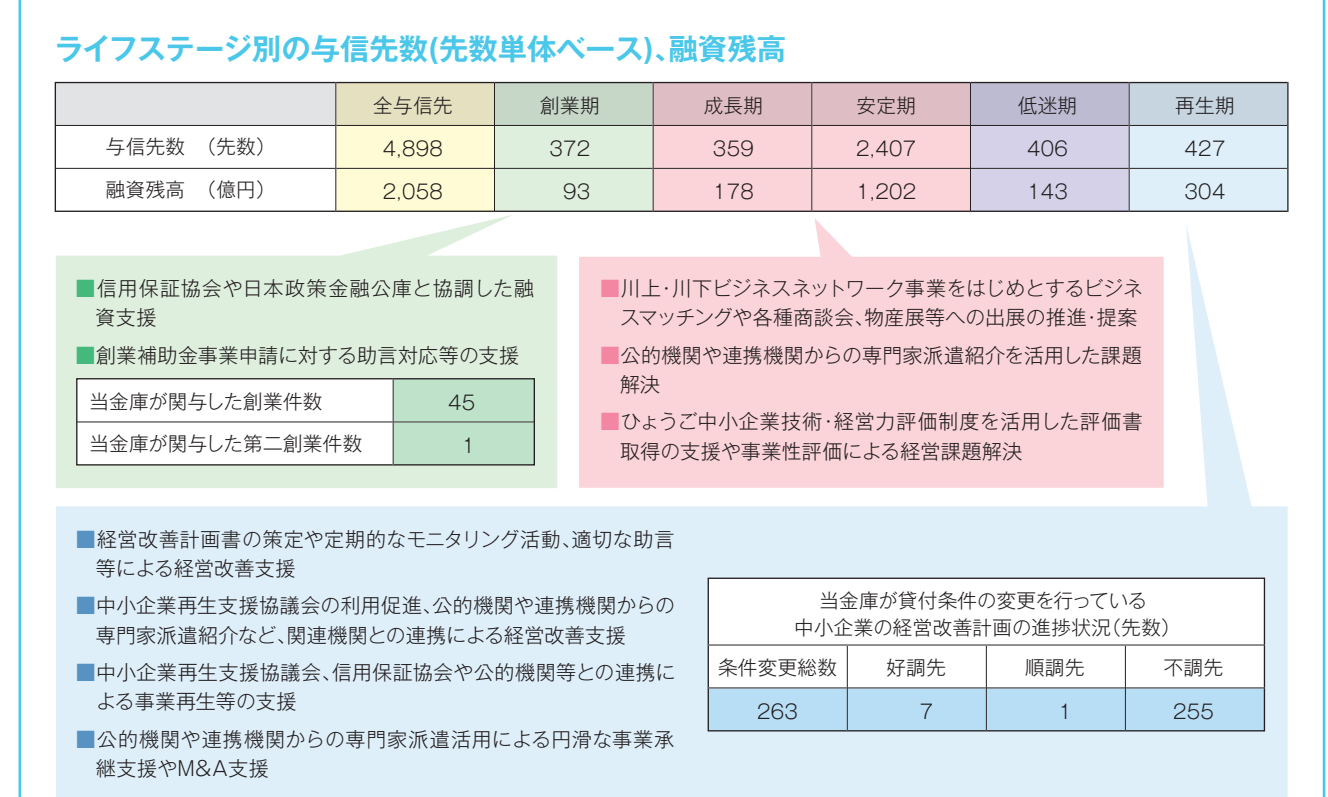 ライフステージ別の与信先数(先数単体ベース)、融資残高
全与信先 創業期 成長期 安定期 低迷期 再生期
与信先数 (先数) 4,898 372 359 2,407 406 427
融資残高 (億円) 2,058 93 178 1,202 143 304
■信用保証協会や日本政策金融公庫と協調した融
資支援
■創業補助金事業申請に対する助言対応等の支援
当金庫が関与した創業件数 45
当金庫が関与した第二創業件数 1
■川上・川下ビジネスネットワーク事業をはじめとするビジネ
スマッチングや各種商談会、物産展等への出展の推進・提案
■公的機関や連携機関からの専門家派遣紹介を活用した課題
解決
■ひょうご中小企業技術・経営力評価制度を活用した評価書
取得の支援や事業性評価による経営課題解決
■経営改善計画書の策定や定期的なモニタリング活動、適切な助言
等による経営改善支援
■中小企業再生支援協議会の利用促進、公的機関や連携機関からの
専門家派遣紹介など、関連機関との連携による経営改善支援
■中小企業再生支援協議会、信用保証協会や公的機関等との連携に
よる事業再生等の支援
■公的機関や連携機関からの専門家派遣活用による円滑な事業承
継支援やM&A支援
当金庫が貸付条件の変更を行っている
中小企業の経営改善計画の進捗状況(先数)
条件変更総数 好調先 順調先 不調先
263 7 1 255